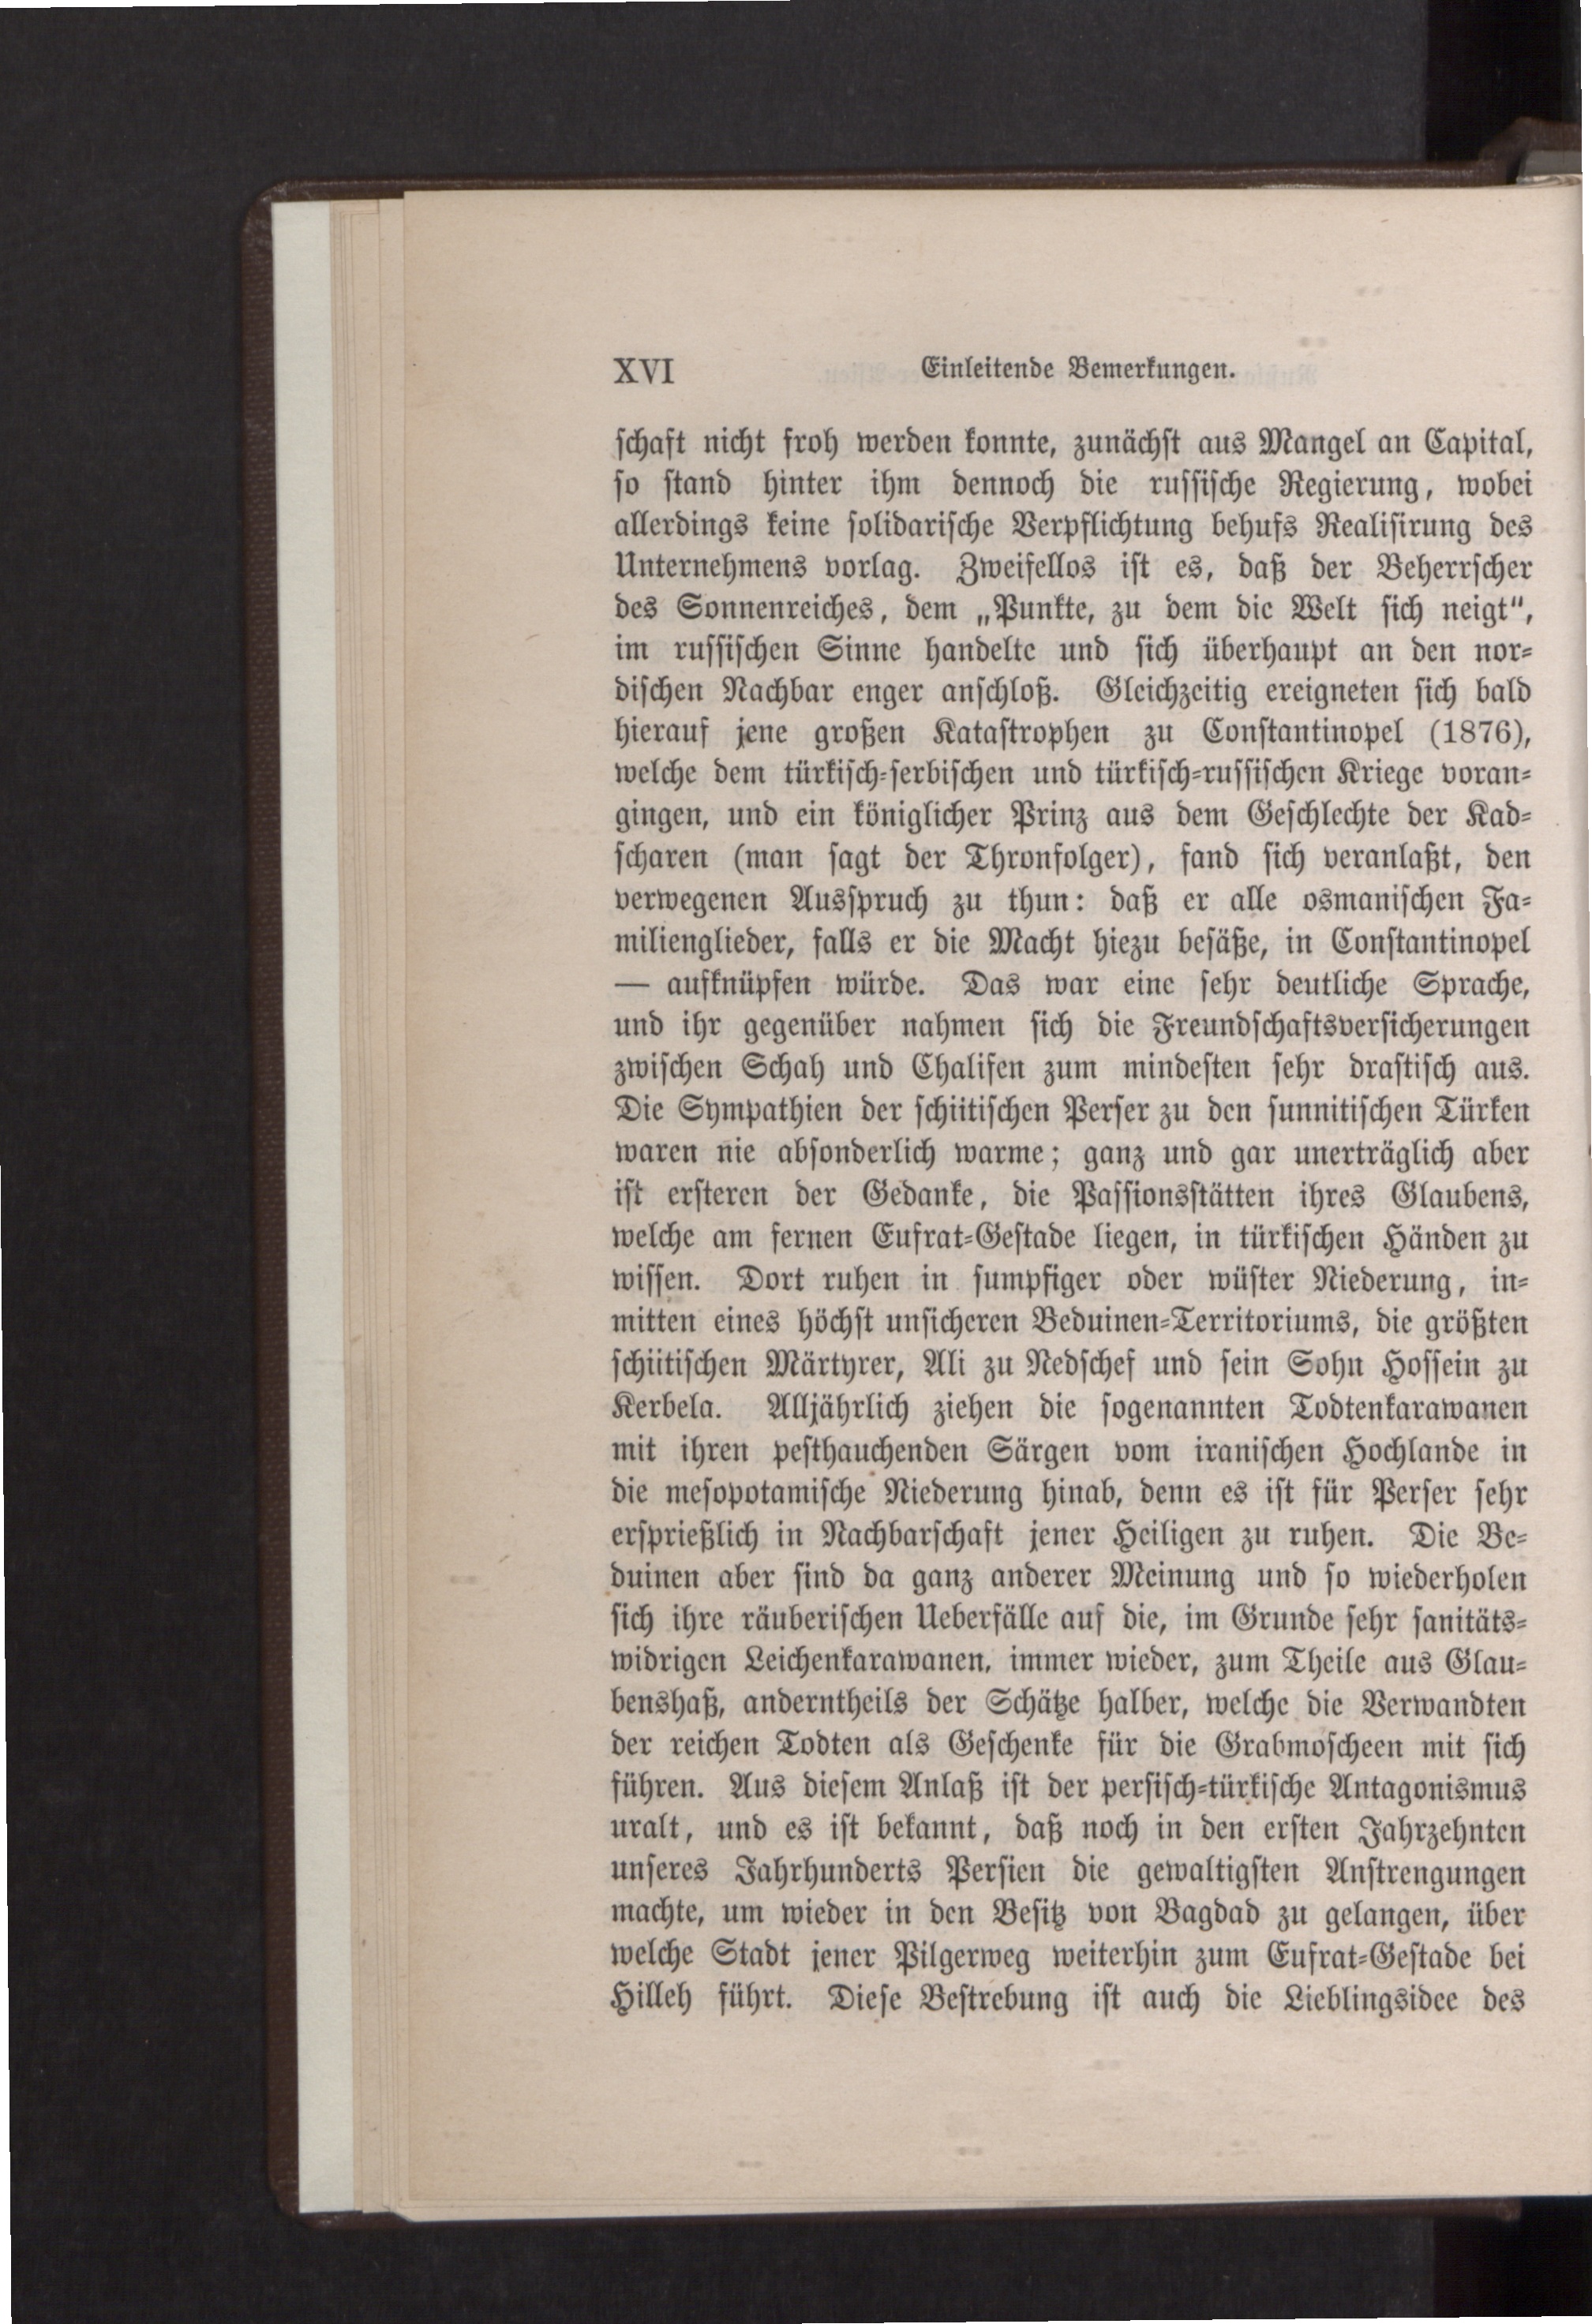 XVI Einleitende Bemerkungen.
schaft nicht froh werden konnte, zunächst aus Mangel an Capital,
so stand hinter ihm dennoch die russische Regierung, wobei
allerdings keine solidarische Verpflichtung behufs Realisirung des
Unternehmens vorlag. Zweifellos ist es, daß der Beherrscher
des Sonnenreiches, dem „Punkte, zu dem die Welt sich neigt“,
im russischen Sinne handelte und sich überhaupt an den nor-
dischen Nachbar enger anschloß. Gleichzeitig ereigneten sich bald
hierauf jene großen Katastrophen zu Constantinopel (1876),
welche dem türkisch-serbischen und türkisch-russischen Kriege voran-
gingen, und ein königlicher Prinz aus dem Geschlechte der Kad-
scharen (man sagt der Thronfolger), fand sich veranlaßt, den
verwegenen Ausspruch zu thun: daß er alle osmanischen Fa-
milienglieder, falls er die Macht hiezu besäße, in Constantinopel
— aufknüpfen würde. Das war eine sehr deutliche Sprache,
und ihr gegenüber nahmen sich die Freundschaftsversicherungen
zwischen Schah und Chalifen zum mindesten sehr drastisch aus.
Die Sympathien der schiitischen Perser zu den sunnitischen Türken
waren nie absonderlich warme; ganz und gar unerträglich aber
ist ersteren der Gedanke, die Passionsstätten ihres Glaubens,
welche am fernen Eufrat-Gestade liegen, in türkischen Händen zu
wissen. Dort ruhen in sumpfiger oder wüster Niederung, in-
mitten eines höchst unsicheren Beduinen-Territoriums, die größten
schiitischen Märtyrer, Ali zu Nedschef und sein Sohn Hossein zu
Kerbela. Alljährlich ziehen die sogenannten Todtenkarawanen
mit ihren pesthauchenden Särgen vom iranischen Hochlande in
die mesopotamische Niederung hinab, denn es ist für Perser sehr
ersprießlich in Nachbarschaft jener Heiligen zu ruhen. Die Be-
duinen aber sind da ganz anderer Meinung und so wiederholen
sich ihre räuberischen Ueberfälle auf die, im Grunde sehr sanitäts-
widrigen Leichenkarawanen, immer wieder, zum Theile aus Glau-
benshaß, anderntheils der Schätze halber, welche die Verwandten
der reichen Todten als Geschenke für die Grabmoscheen mit sich
führen. Aus diesem Anlaß ist der persisch-türkische Antagonismus
uralt, und es ist bekannt, daß noch in den ersten Jahrzehnten
unseres Jahrhunderts Persien die gewaltigsten Anstrengungen
machte, um wieder in den Besitz von Bagdad zu gelangen, über
welche Stadt jener Pilgerweg weiterhin zum Eufrat-Gestade bei
Hilleh führt. Diese Bestrebung ist auch die Lieblingsidee des